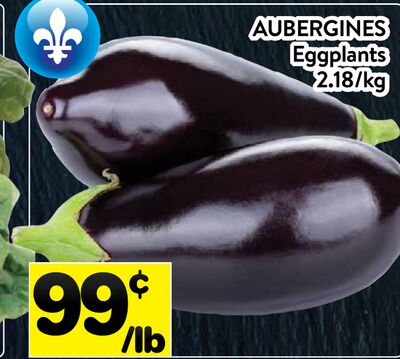 AUBERGINES
Eggplants
2.18/kg
99¢
/lb